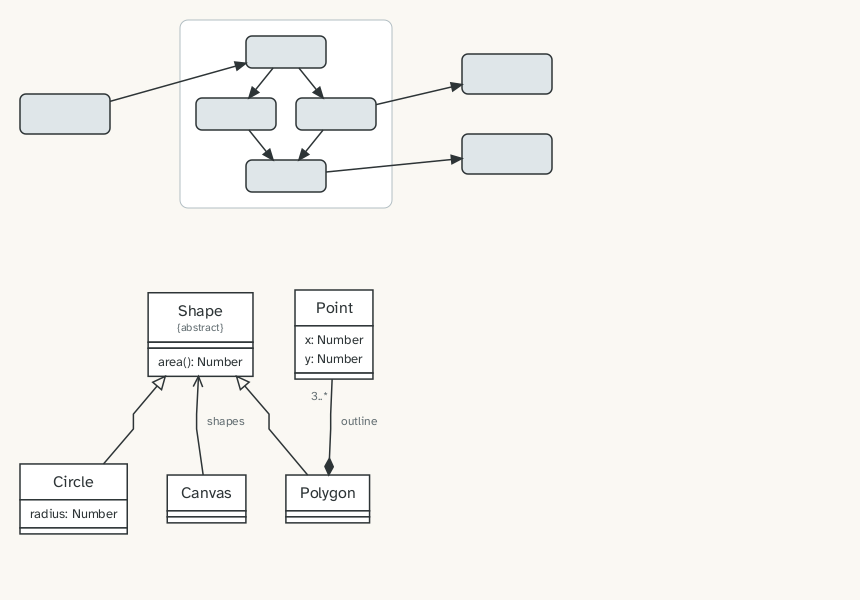 Shape
{abstract}
area(): Number
Point
x: Number
y: Number
3..*
shapes
outline
Circle
radius: Number
Canvas
Polygon